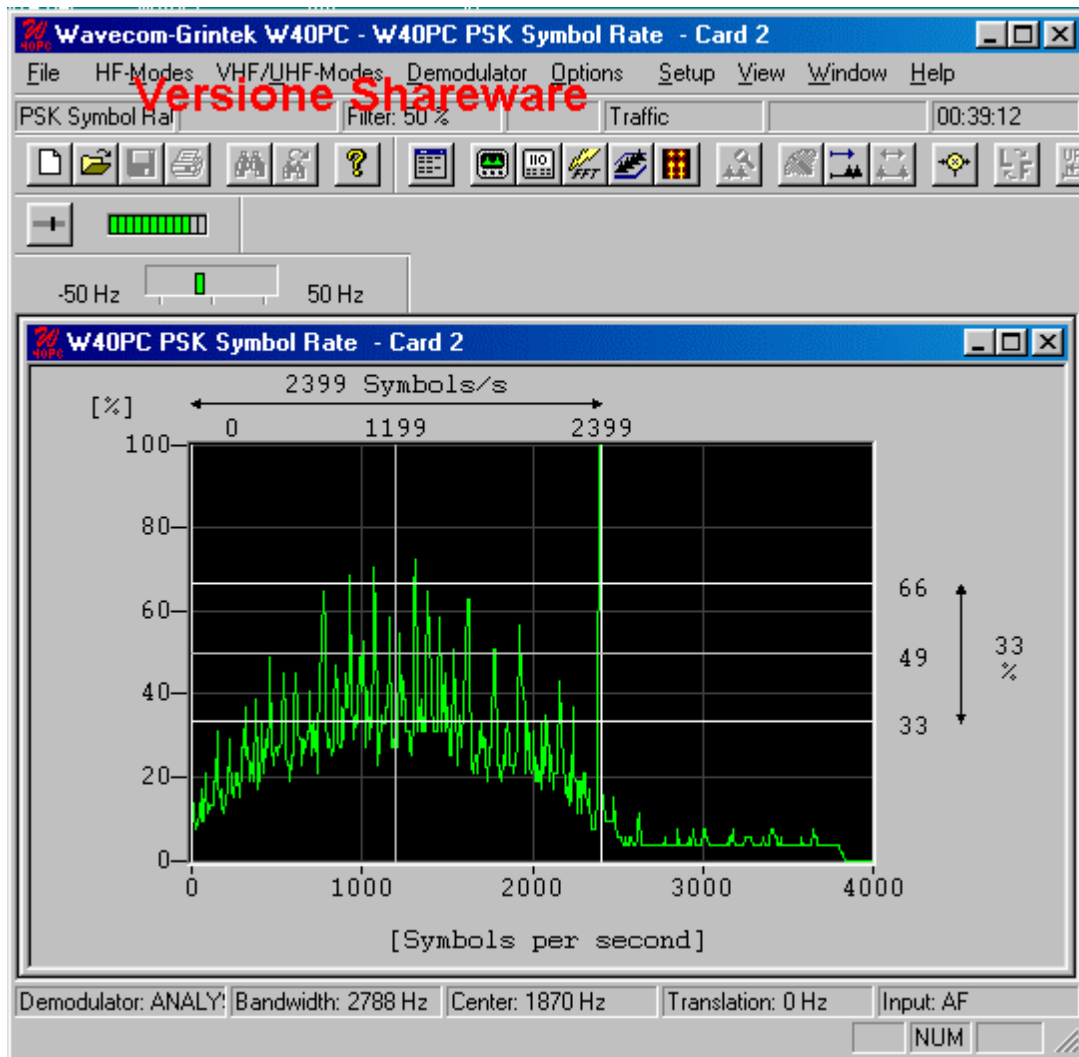 Wavecom-Grintek W40PC - W40PC PSK Symbol Rate - Card 2
File HF-Modes VHF/UHF-Modes Demodulator Options Setup View Window Help
Versione Shareware
PSK Symbol Ra Filter: 50 % Traffic 00:39:12
FFT
-50 Hz 50 Hz
W40PC PSK Symbol Rate - Card 2
2399 Symbols/s
[%]
0 1199 2399
100
80
60
40
20
0
66
49
33
33
%
0 1000 2000 3000 4000
[Symbols per second]
Demodulator: ANALY Bandwidth: 2788 Hz Center: 1870 Hz Translation: 0 Hz Input: AF
NUM